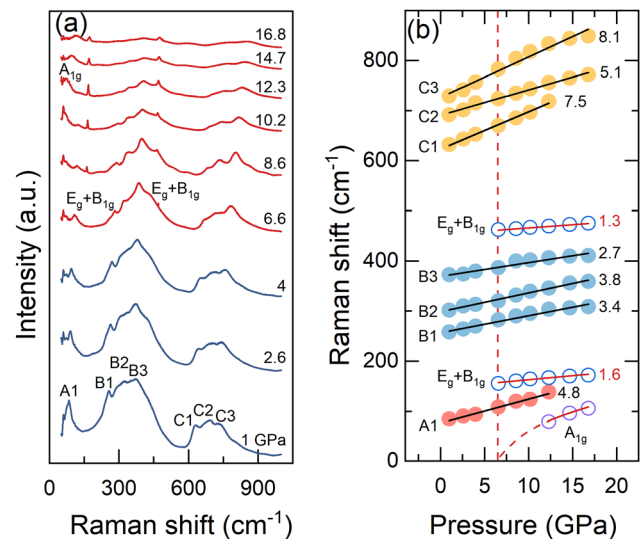 (a)
16.8
14.7
A1g
12.3
10.2
8.6
Eg+B1g
Eg+B1g
6.6
4
2.6
B2
B3
A1
B1
C1
C2
C3
1 GPa
0 300 600 900
Raman shift (cm-1)
Intensity (a.u.)
(b)
800
600
400
200
0
Raman shift (cm-1)
8.1
C3
5.1
C2
7.5
C1
Eg+B1g
1.3
2.7
B3
3.8
B2
3.4
B1
Eg+B1g
1.6
4.8
A1
A1g
0 5 10 15 20
Pressure (GPa)